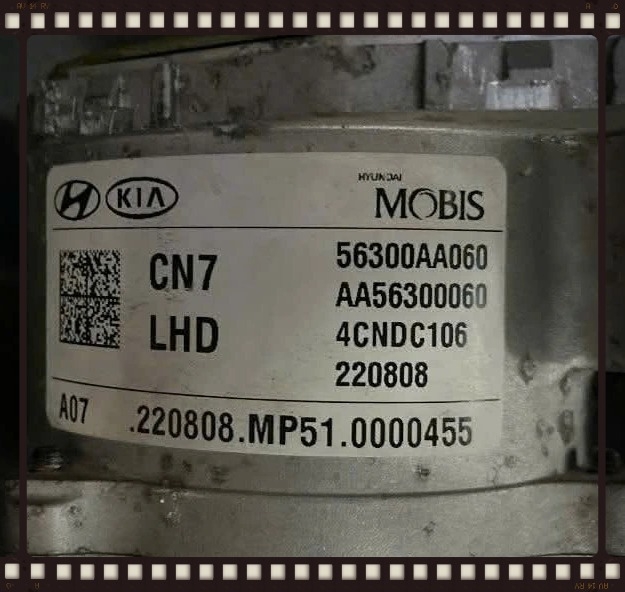 KIA
HYUNDAI
MOBIS
CN7
LHD
56300AA060
AA56300060
4CNDC106
220808
A07 .220808.MP51.0000455